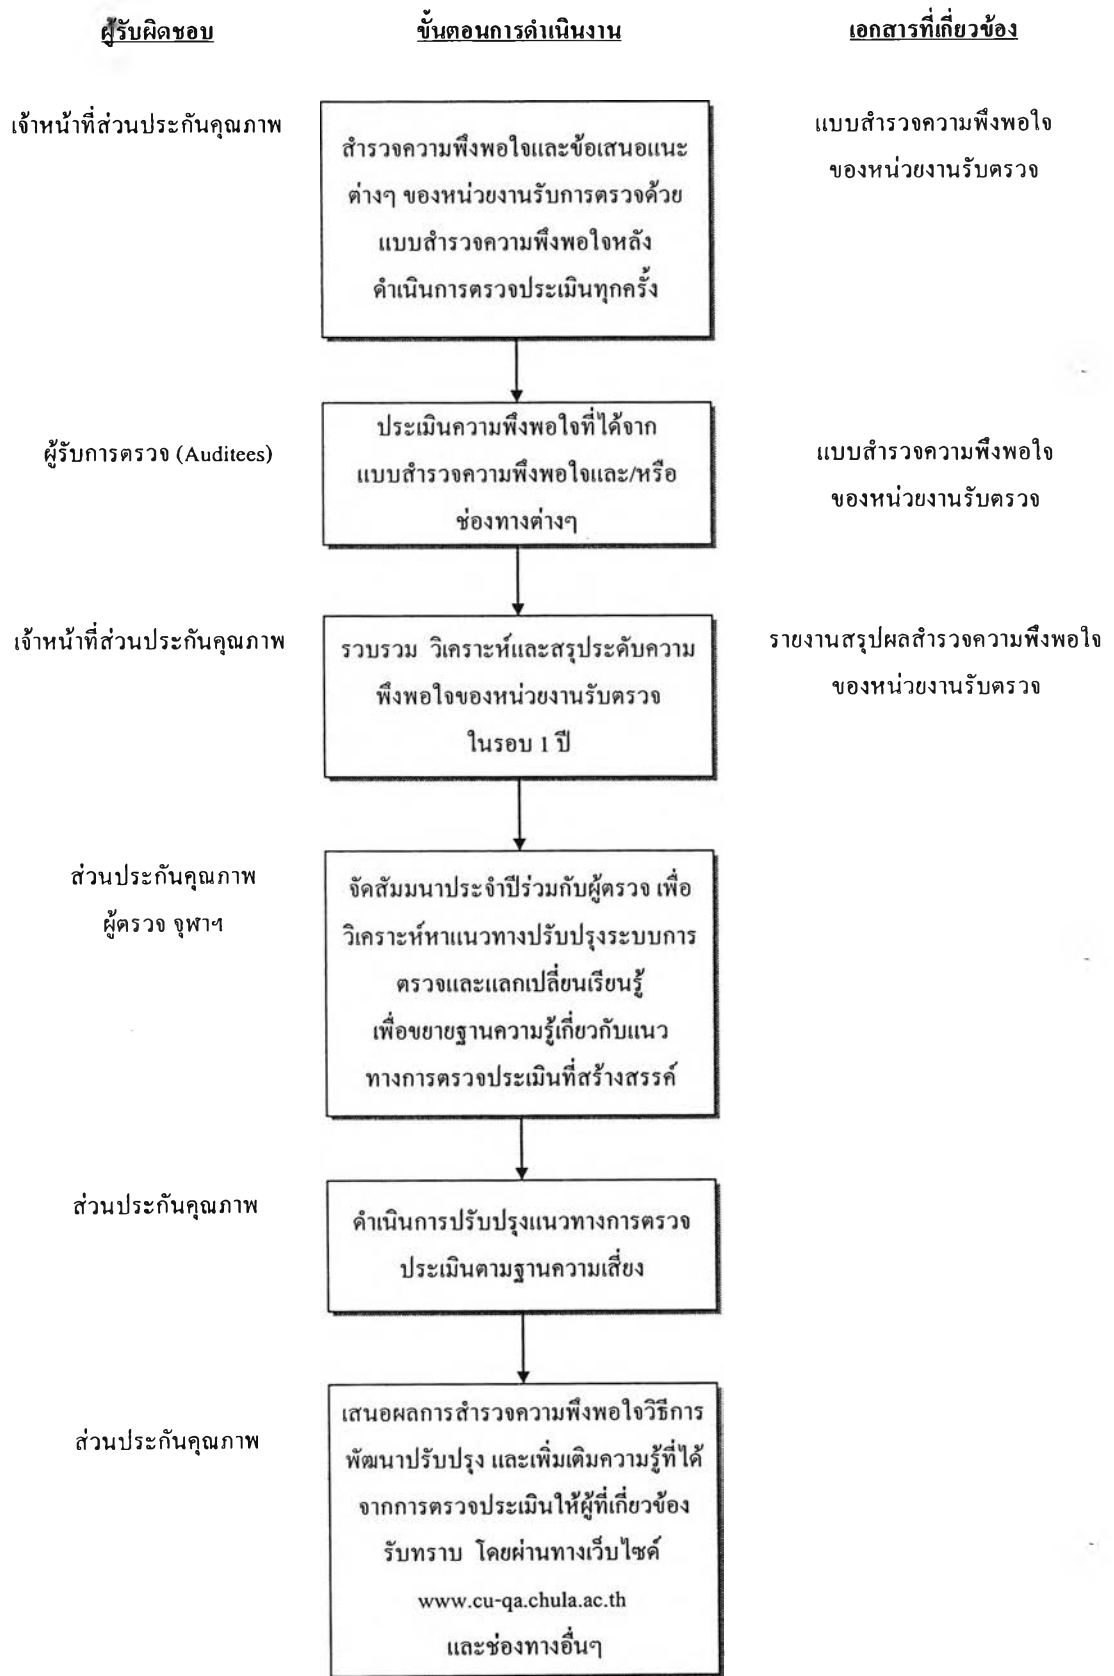 ผู้รับผิดชอบ
ขั้นตอนการดำเนินงาน
เอกสารที่เกี่ยวข้อง
เจ้าหน้าที่ส่วนประกันคุณภาพ
สำรวจความพึงพอใจและข้อเสนอแนะ
ต่างๆ ของหน่วยงานรับการตรวจด้วย
แบบสำรวจความพึงพอใจหลัง
ดำเนินการตรวจประเมินทุกครั้ง
แบบสำรวจความพึงพอใจ
ของหน่วยงานรับตรวจ
ผู้รับการตรวจ (Auditees)
ประเมินความพึงพอใจที่ได้จาก
แบบสำรวจความพึงพอใจและ/หรือ
ช่องทางต่างๆ
แบบสำรวจความพึงพอใจ
ของหน่วยงานรับตรวจ
เจ้าหน้าที่ส่วนประกันคุณภาพ
รวบรวม วิเคราะห์และสรุประดับความ
พึงพอใจของหน่วยงานรับตรวจ
ในรอบ 1 ปี
รายงานสรุปผลสำรวจความพึงพอใจ
ของหน่วยงานรับตรวจ
ส่วนประกันคุณภาพ
ผู้ตรวจ จุฬาฯ
จัดสัมมนาประจำปีร่วมกับผู้ตรวจ เพื่อ
วิเคราะห์หาแนวทางปรับปรุงระบบการ
ตรวจและแลกเปลี่ยนเรียนรู้
เพื่อขยายฐานความรู้เกี่ยวกับแนว
ทางการตรวจประเมินที่สร้างสรรค์
ส่วนประกันคุณภาพ
ดำเนินการปรับปรุงแนวทางการตรวจ
ประเมินตามฐานความเสี่ยง
ส่วนประกันคุณภาพ
เสนอผลการสำรวจความพึงพอใจวิธีการ
พัฒนาปรับปรุง และเพิ่มเติมความรู้ที่ได้
จากการตรวจประเมินให้ผู้ที่เกี่ยวข้อง
รับทราบ โดยผ่านทางเว็บไซค์
www.cu-qa.chula.ac.th
และช่องทางอื่นๆ